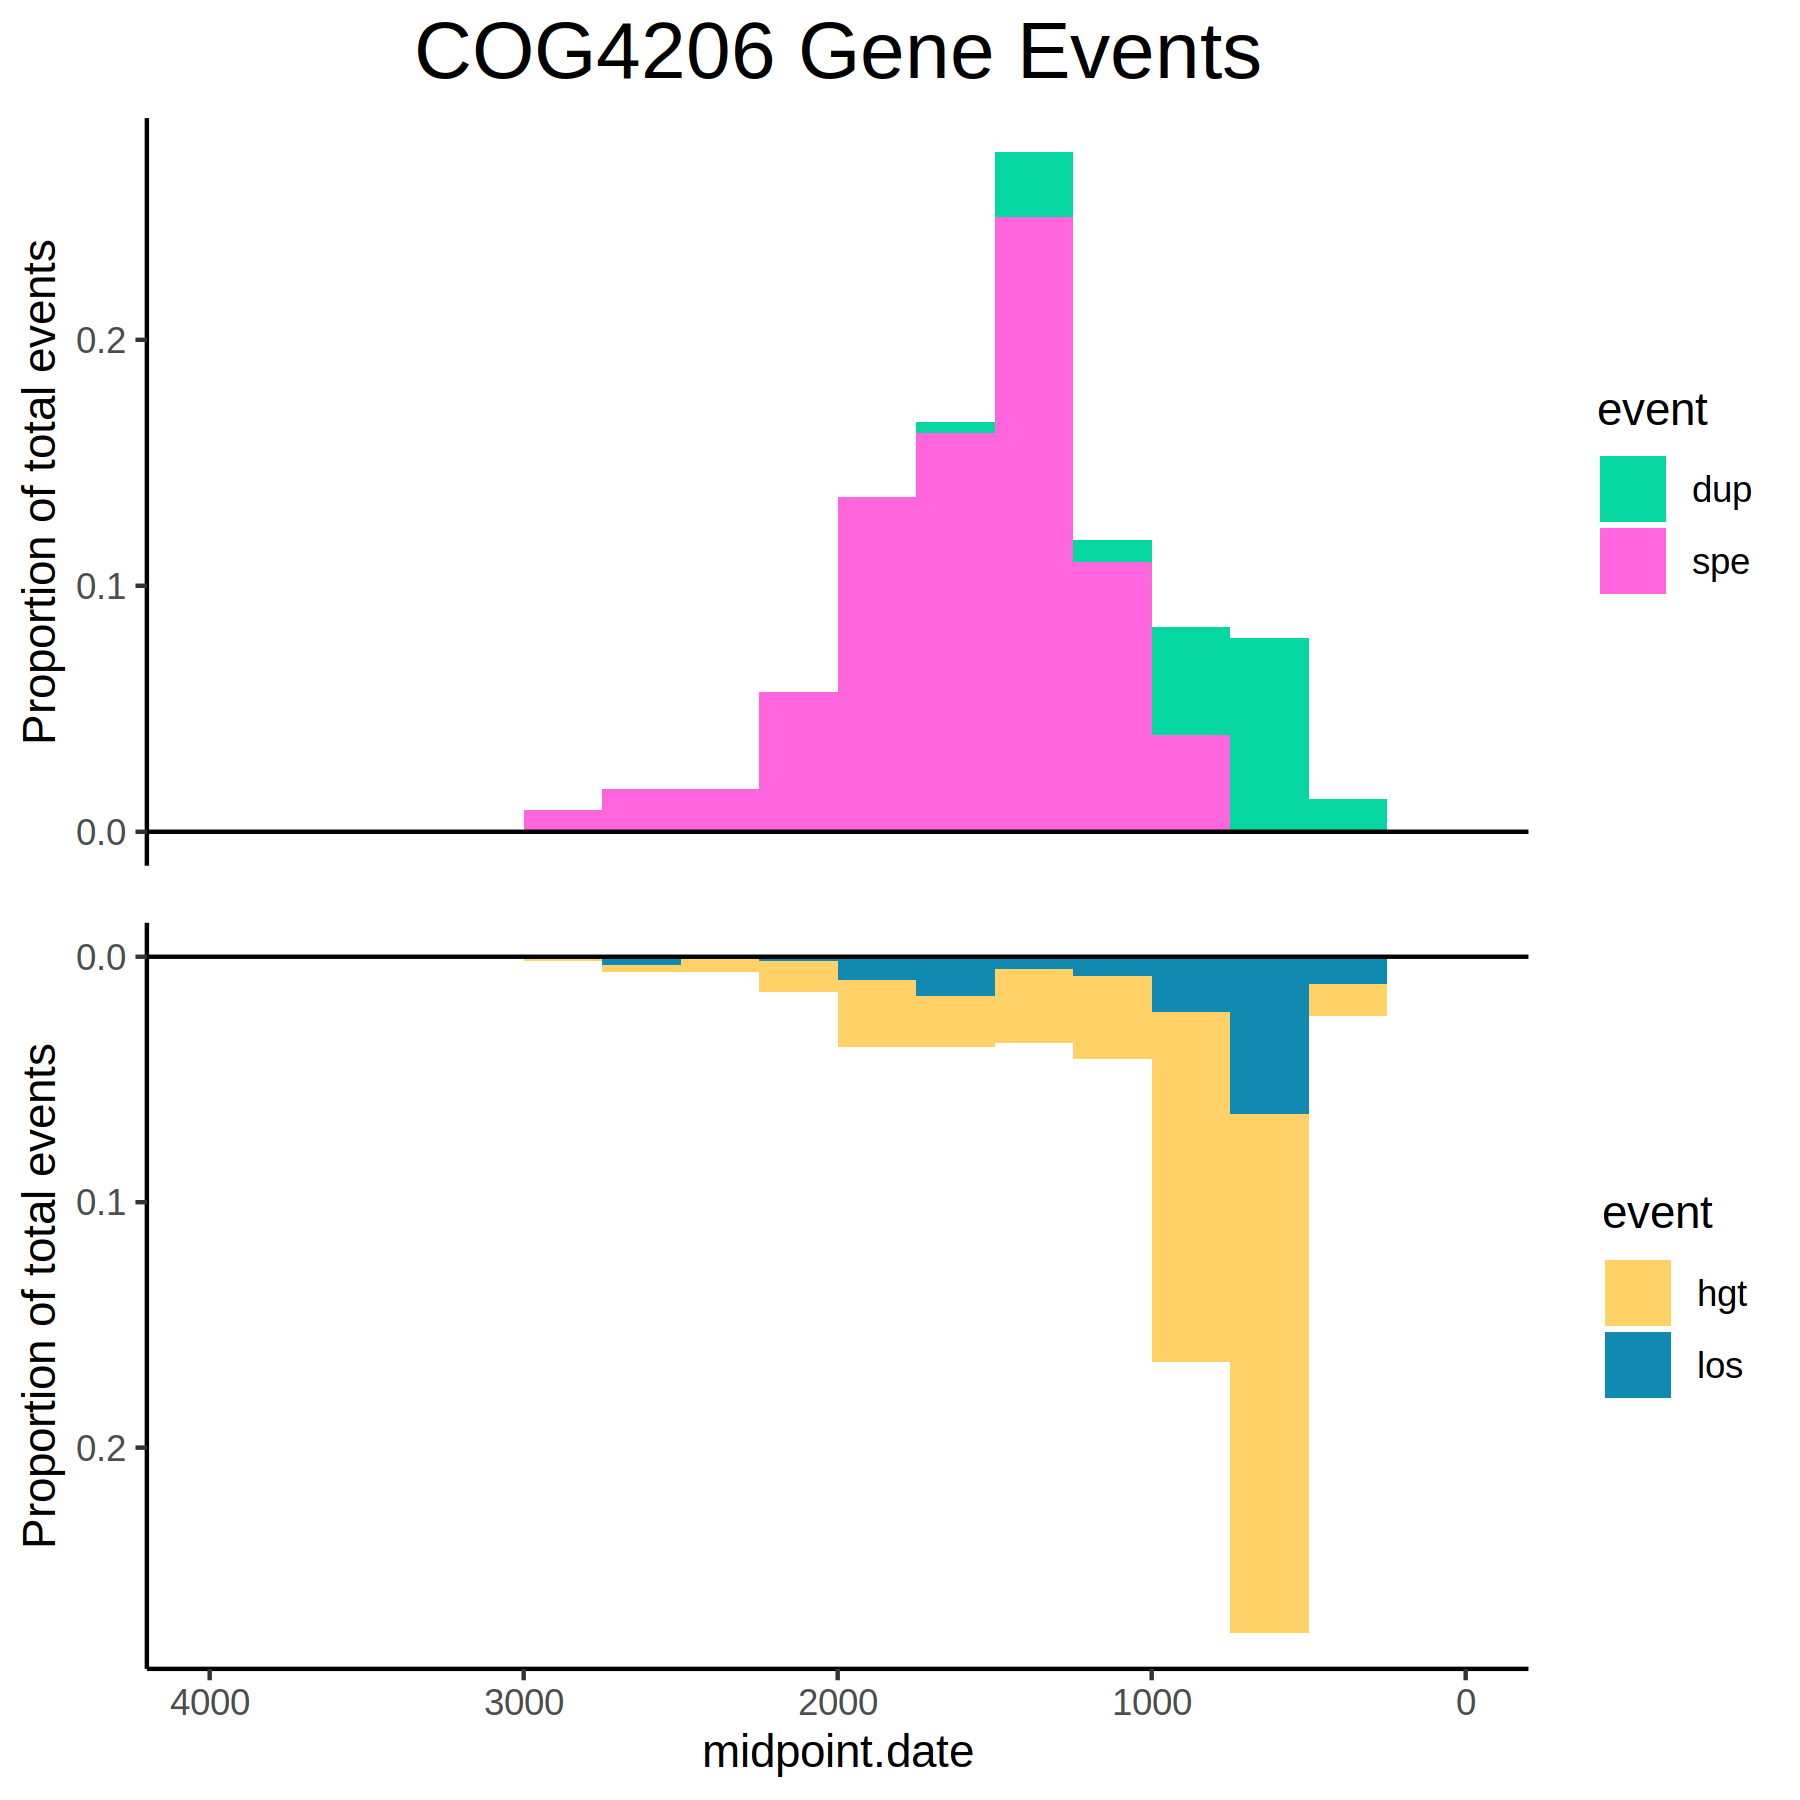 COG4206 Gene Events
Proportion of total events
0.2
0.1
0.0
event
dup
spe
Proportion of total events
0.0
0.1
0.2
event
hgt
los
4000 3000 2000 1000 0
midpoint.date